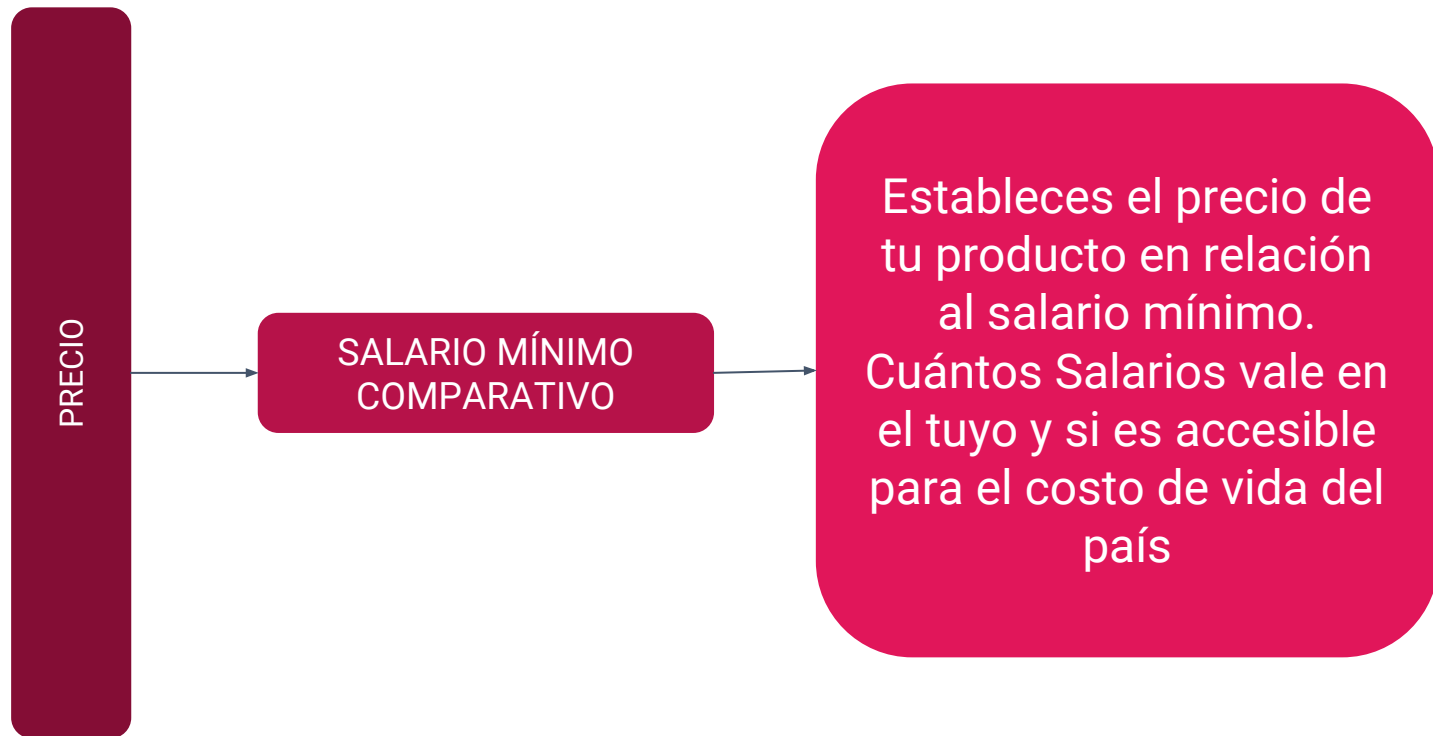 PRECIO
SALARIO MÍNIMO
COMPARATIVO
Estableces el precio de
tu producto en relación
al salario mínimo.
Cuántos Salarios vale en
el tuyo y si es accesible
para el costo de vida del
país